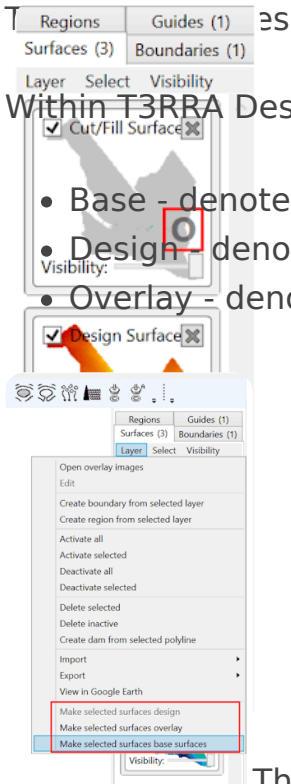 T
es
Regions Guides (1)
Surfaces (3) Boundaries (1)
Layer Select Visibility
Within T3RRA Des
Cut/Fill Surface
• Base - denote
O
• Design - deno
Visibility:
• Overlay - deno
Design Surface
Regions Guides (1)
Surfaces (3) Boundaries (1)
Layer Select Visibility
Open overlay images
Edit
Create boundary from selected layer
Create region from selected layer
Activate all
Activate selected
Deactivate all
Deactivate selected
Delete selected
Delete inactive
Create dam from selected polyline
Import
Export
View in Google Earth
Make selected surfaces design
Make selected surfaces overlay
Make selected surfaces base surfaces
Visibility:
Th